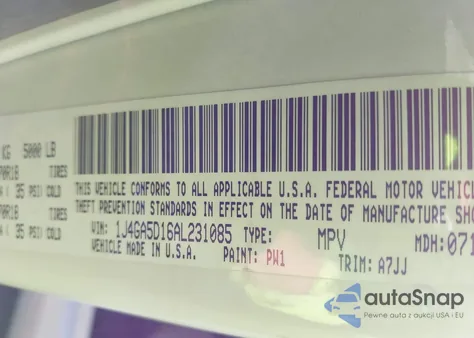 KG 5000 LB
70R18 TIRES
35 PSI COLD
70R18 TIRES
35 PSI COLD
THIS VEHICLE CONFORMS TO ALL APPLICABLE U.S.A. FEDERAL MOTOR VEHIC
THEFT PREVENTION STANDARDS IN EFFECT ON THE DATE OF MANUFACTURE SH
VIN: 1J4GA5D16AL231085 TYPE: MPV MDH: 071
VEHICLE MADE IN U.S.A. PAINT: PW1 TRIM: A7JJ
autoSnap
Pewne auta z aukcji USA i EU